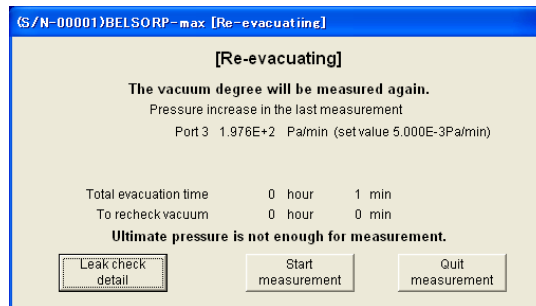 (S/N-00001)BELSORP-max [Re-evacuatiing]
[Re-evacuating]
The vacuum degree will be measured again.
Pressure increase in the last measurement
Port 3 1.976E+2 Pa/min (set value 5.000E-3Pa/min)
Total evacuation time 0 hour 1 min
To recheck vacuum 0 hour 0 min
Ultimate pressure is not enough for measurement.
Leak check detail
Start measurement
Quit measurement